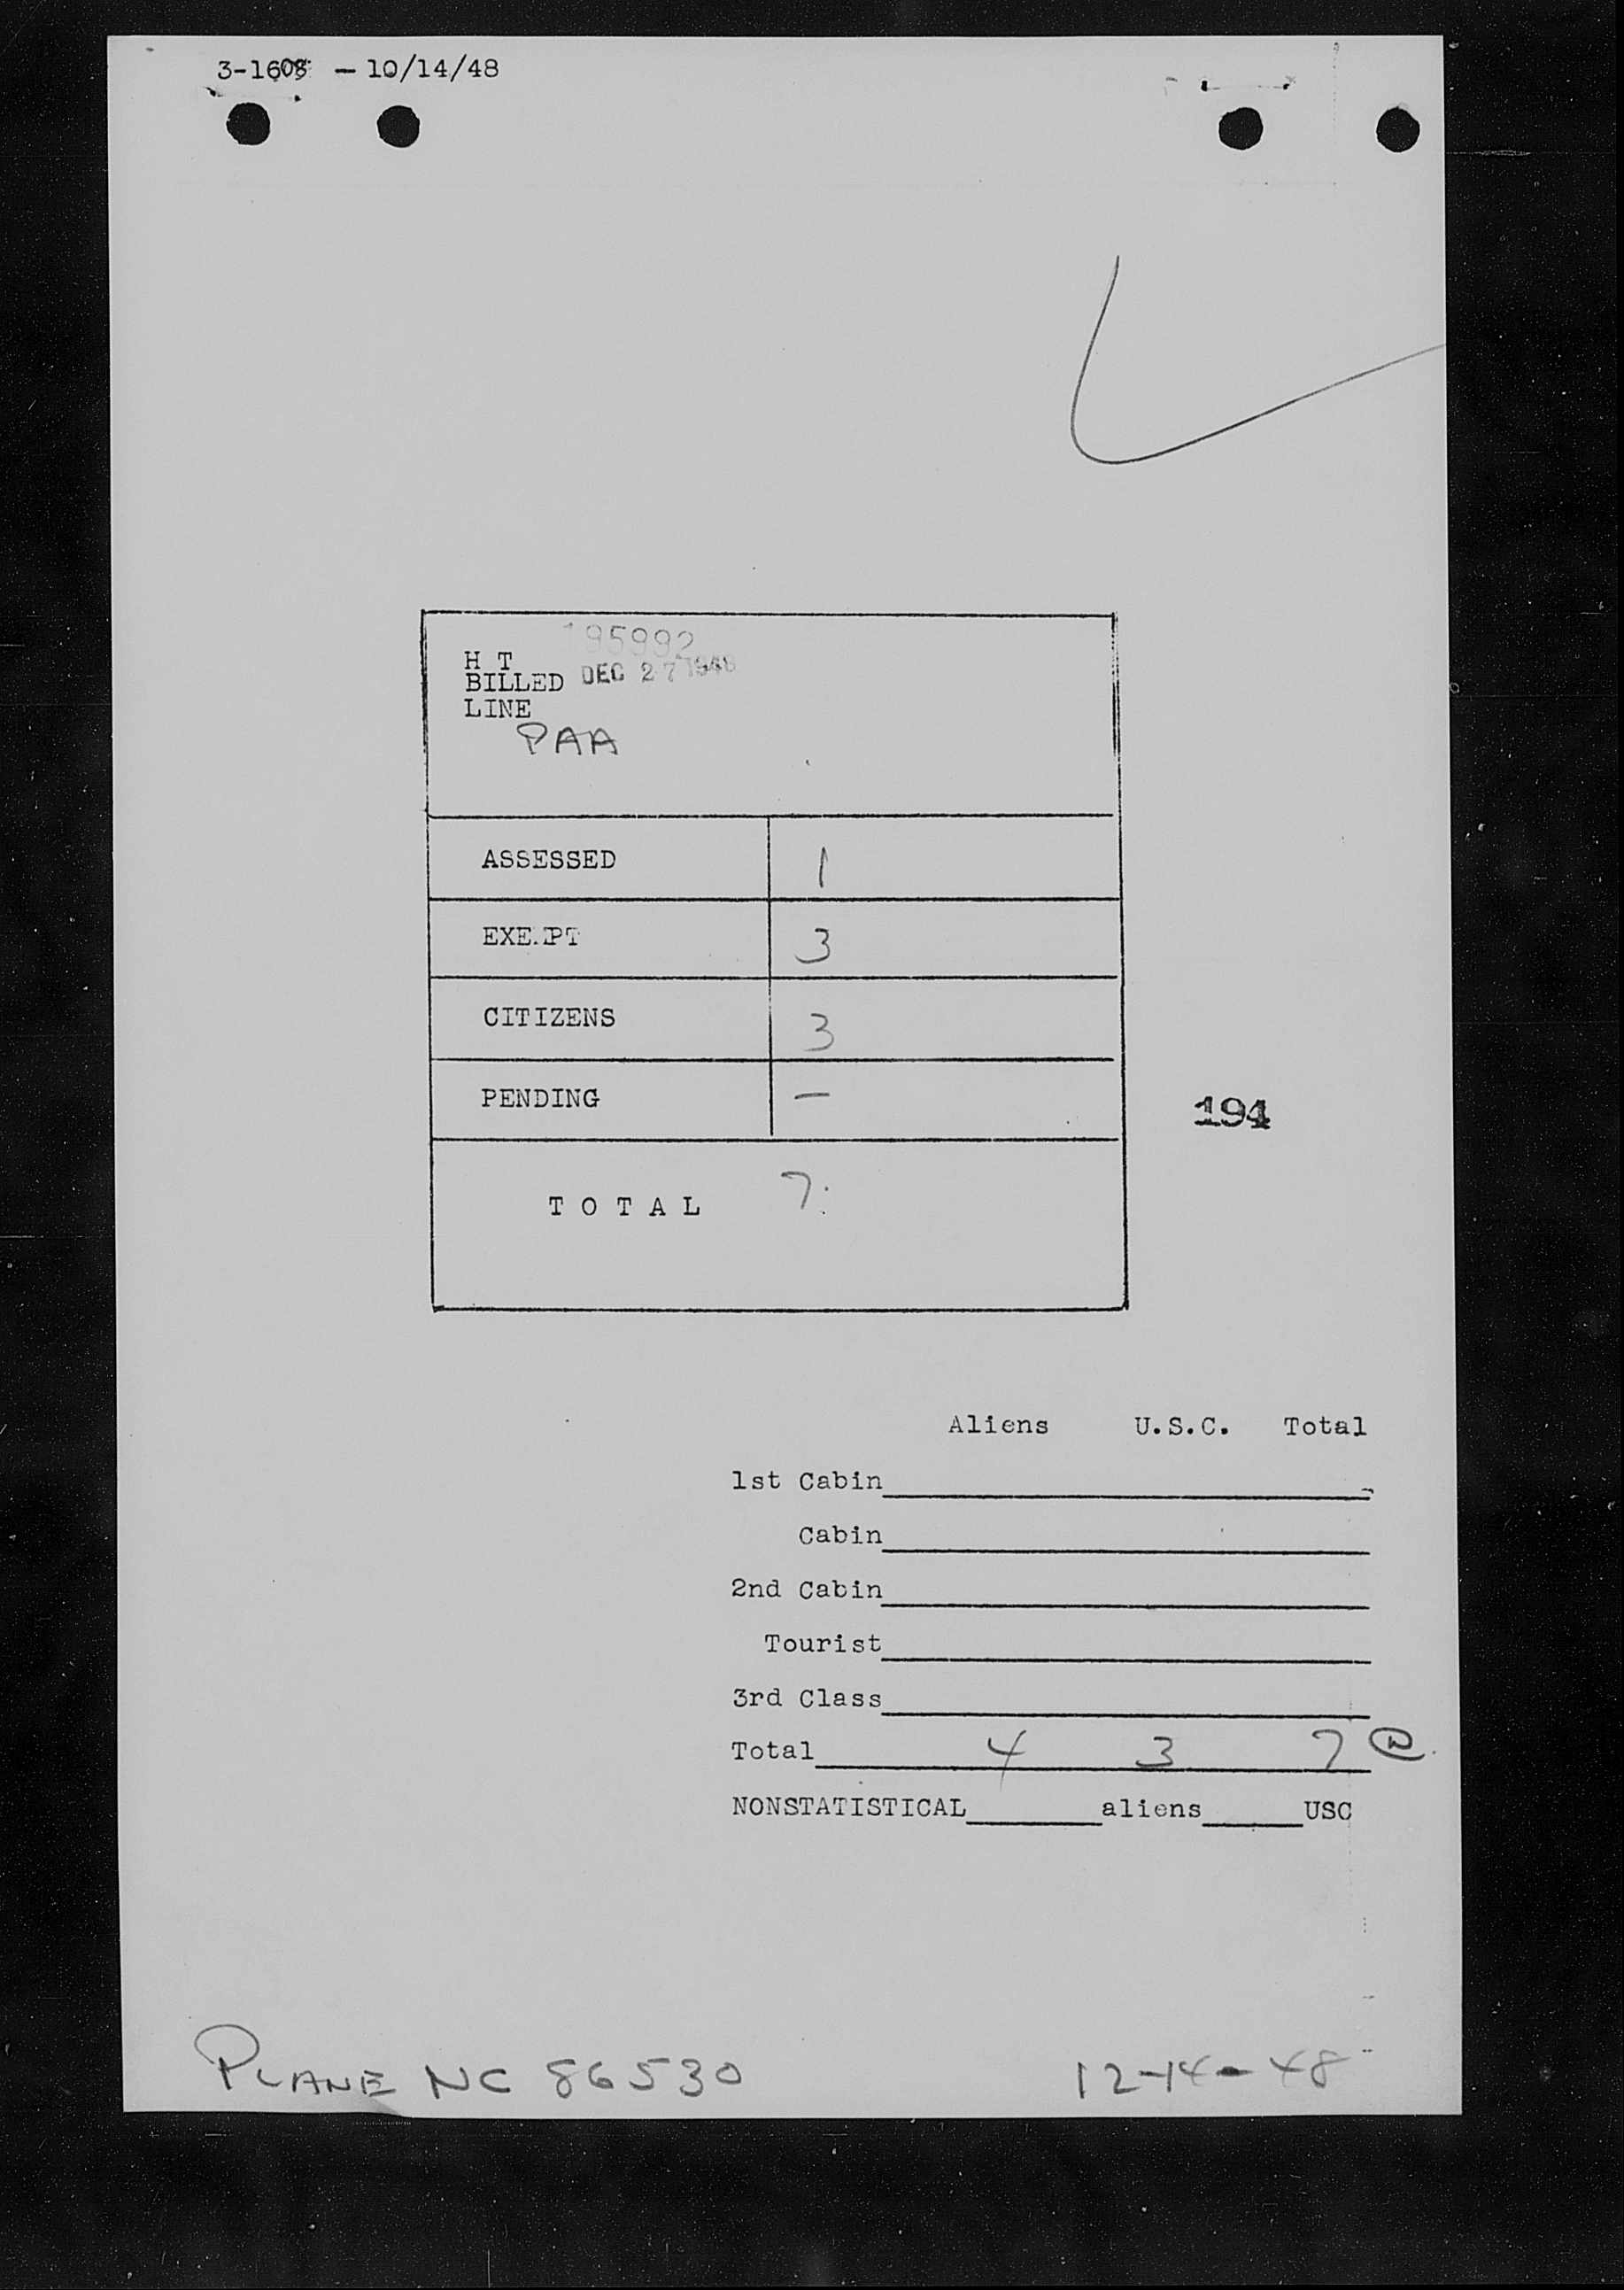 3-1608 - 10/14/48
195992
H T
BILLED DEC 27 1948
LINE
PAA
ASSESSED 1
EXE.PT 3
CITIZENS 3
PENDING —
194
TOTAL 7
Aliens U.S.C. Total
1st Cabin
Cabin
2nd Cabin
Tourist
3rd Class
Total 4 3 7
NONSTATISTICAL aliens USC
PLANE NC 86530 12-14-48